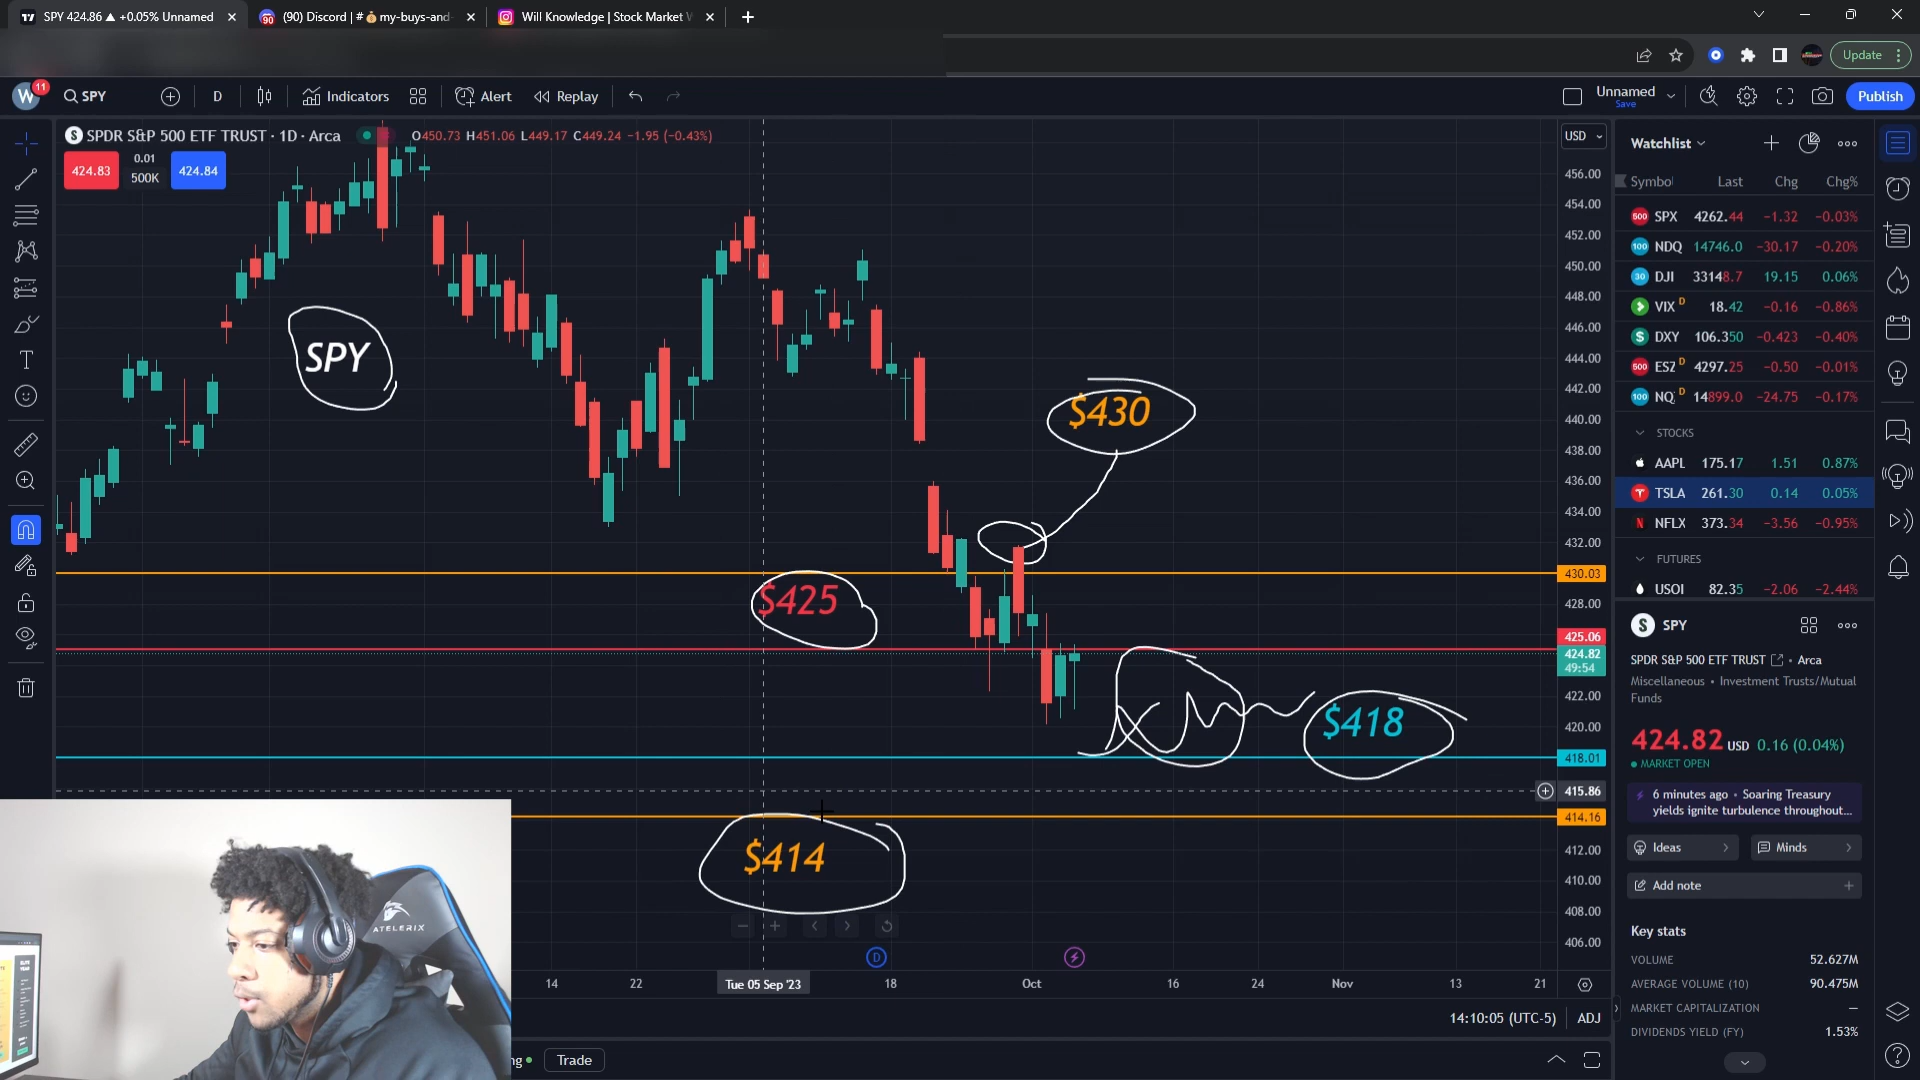 SPY 424.86 ▲ +0.05% Unnamed
(90) Discord | # 💰 my-buys-and-
Will Knowledge | Stock Market
Update
W 11
SPY
D
Indicators
Alert
Replay
Unnamed
Save
Publish
SPDR S&P 500 ETF TRUST · 1D · Arca
O450.73 H451.06 L449.17 C449.24 −1.95 (−0.43%)
424.83
0.01
500K
424.84
USD
456.00
454.00
452.00
450.00
448.00
446.00
444.00
442.00
440.00
438.00
436.00
434.00
432.00
430.03
428.00
425.06
424.82
49:54
422.00
420.00
418.01
415.86
414.16
412.00
410.00
408.00
406.00
SPY
$430
$425
$418
$414
ATELERIX
D
14
22
Tue 05 Sep '23
18
Oct
16
24
Nov
13
21
14:10:05 (UTC-5)
ADJ
Trade
Watchlist
Symbol Last Chg Chg%
500 SPX 4262.44 −1.32 −0.03%
100 NDQ 14746.0 −30.17 −0.20%
30 DJI 33148.7 19.15 0.06%
VIX D 18.42 −0.16 −0.86%
DXY 106.350 −0.423 −0.40%
500 ESZ D 4297.25 −0.50 −0.01%
100 NQ D 14899.0 −24.75 −0.17%
STOCKS
AAPL 175.17 1.51 0.87%
TSLA 261.30 0.14 0.05%
NFLX 373.34 −3.56 −0.95%
FUTURES
USOI 82.35 −2.06 −2.44%
SPY
SPDR S&P 500 ETF TRUST • Arca
Miscellaneous • Investment Trusts/Mutual
Funds
424.82 USD 0.16 (0.04%)
MARKET OPEN
6 minutes ago • Soaring Treasury
yields ignite turbulence throughout...
Ideas
Minds
Add note
Key stats
VOLUME 52.627M
AVERAGE VOLUME (10) 90.475M
MARKET CAPITALIZATION —
DIVIDENDS YIELD (FY) 1.53%